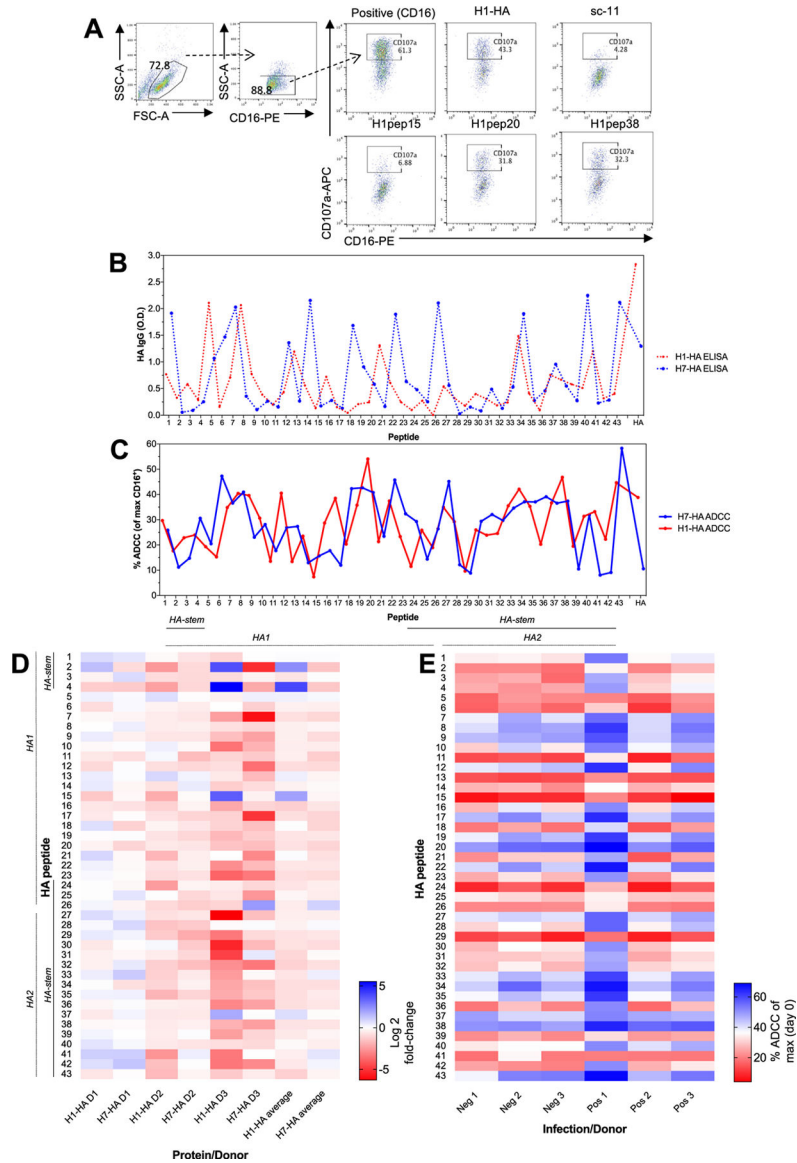 A
Positive (CD16)
H1-HA
sc-11
SSC-A
72.8
FSC-A
SSC-A
88.8
CD16-PE
CD107a
61.3
CD107a
43.3
CD107a
4.28
H1pep15
H1pep20
H1pep38
CD107a-APC
CD107a
6.88
CD107a
31.8
CD107a
32.3
CD16-PE
B
HA IgG (O.D.)
3.0
2.5
2.0
1.5
1.0
0.5
0.0
1 2 3 4 5 6 7 8 9 10 11 12 13 14 15 16 17 18 19 20 21 22 23 24 25 26 27 28 29 30 31 32 33 34 35 36 37 38 39 40 41 42 43 HA
Peptide
H1-HA ELISA
H7-HA ELISA
C
% ADCC (of max CD16⁺)
60
50
40
30
20
10
0
1 2 3 4 5 6 7 8 9 10 11 12 13 14 15 16 17 18 19 20 21 22 23 24 25 26 27 28 29 30 31 32 33 34 35 36 37 38 39 40 41 42 43 HA
Peptide
H7-HA ADCC
H1-HA ADCC
HA-stem
HA-stem
HA1
HA2
D
HA-stem
HA1
HA peptide
HA2
HA-stem
1
2
3
4
5
6
7
8
9
10
11
12
13
14
15
16
17
18
19
20
21
22
23
24
25
26
27
28
29
30
31
32
33
34
35
36
37
38
39
40
41
42
43
H1-HA D1
H7-HA D1
H1-HA D2
H7-HA D2
H1-HA D3
H7-HA D3
H1-HA average
H7-HA average
Protein/Donor
5
0
-5
Log 2
fold-change
E
HA peptide
1
2
3
4
5
6
7
8
9
10
11
12
13
14
15
16
17
18
19
20
21
22
23
24
25
26
27
28
29
30
31
32
33
34
35
36
37
38
39
40
41
42
43
Neg 1
Neg 2
Neg 3
Pos 1
Pos 2
Pos 3
Infection/Donor
60
40
20
% ADCC of
max (day 0)